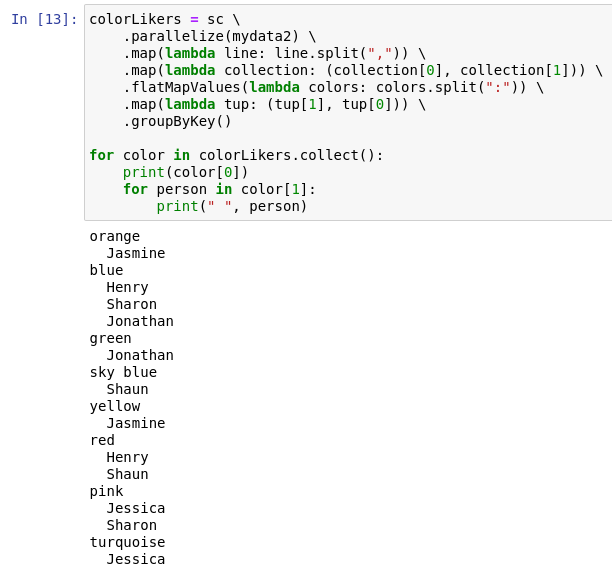 In [13]: colorLikers = sc \
    .parallelize(mydata2) \
    .map(lambda line: line.split(",")) \
    .map(lambda collection: (collection[0], collection[1])) \
    .flatMapValues(lambda colors: colors.split(":")) \
    .map(lambda tup: (tup[1], tup[0])) \
    .groupByKey()

for color in colorLikers.collect():
    print(color[0])
    for person in color[1]:
        print(" ", person)
orange
  Jasmine
blue
  Henry
  Sharon
  Jonathan
green
  Jonathan
sky blue
  Shaun
yellow
  Jasmine
red
  Henry
  Shaun
pink
  Jessica
  Sharon
turquoise
  Jessica